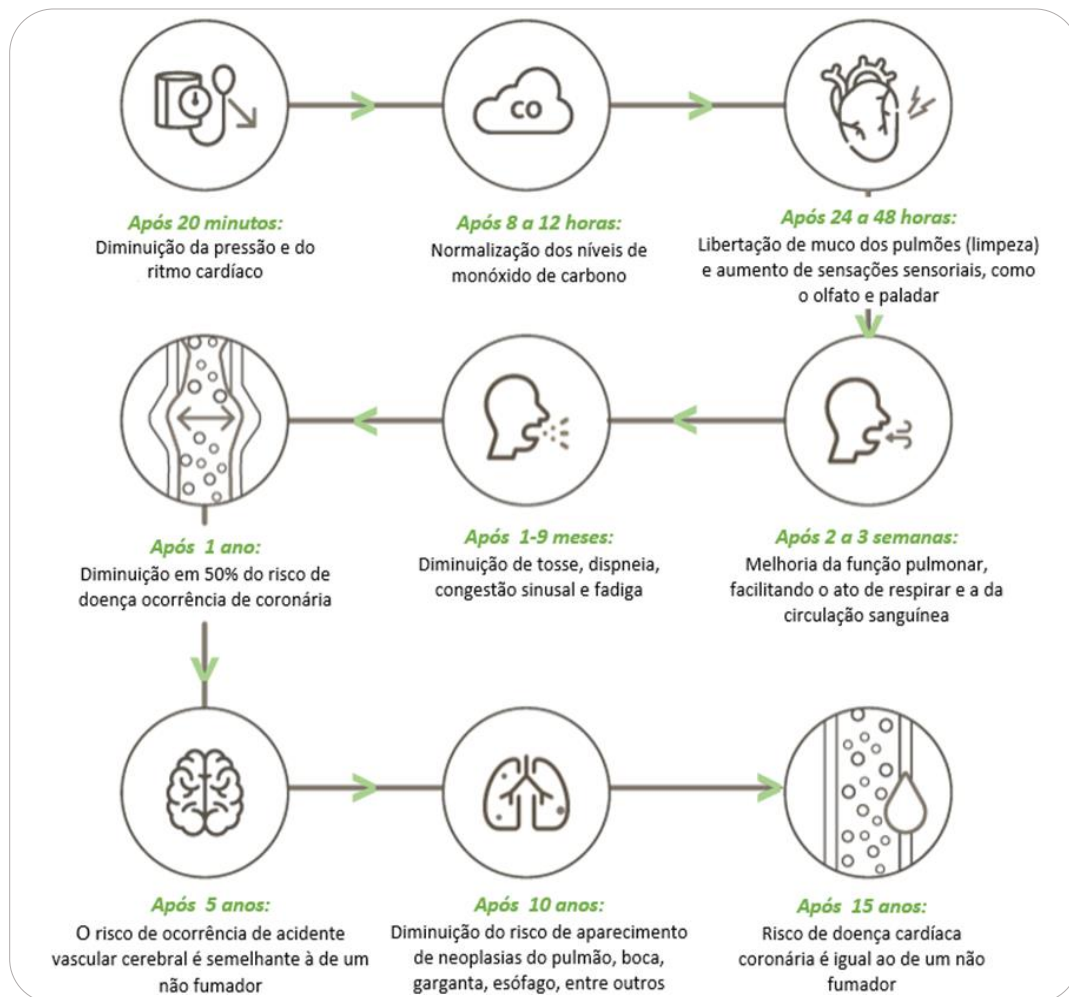 CO
Após 20 minutos:
Diminuição da pressão e do
ritmo cardíaco
Após 8 a 12 horas:
Normalização dos níveis de
monóxido de carbono
Após 24 a 48 horas:
Libertação de muco dos pulmões (limpeza)
e aumento de sensações sensoriais, como
o olfato e paladar
Após 2 a 3 semanas:
Melhoria da função pulmonar,
facilitando o ato de respirar e a da
circulação sanguínea
Após 1-9 meses:
Diminuição de tosse, dispneia,
congestão sinusal e fadiga
Após 1 ano:
Diminuição em 50% do risco de
doença ocorrência de coronária
Após 5 anos:
O risco de ocorrência de acidente
vascular cerebral é semelhante à de um
não fumador
Após 10 anos:
Diminuição do risco de aparecimento
de neoplasias do pulmão, boca,
garganta, esófago, entre outros
Após 15 anos:
Risco de doença cardíaca
coronária é igual ao de um não
fumador